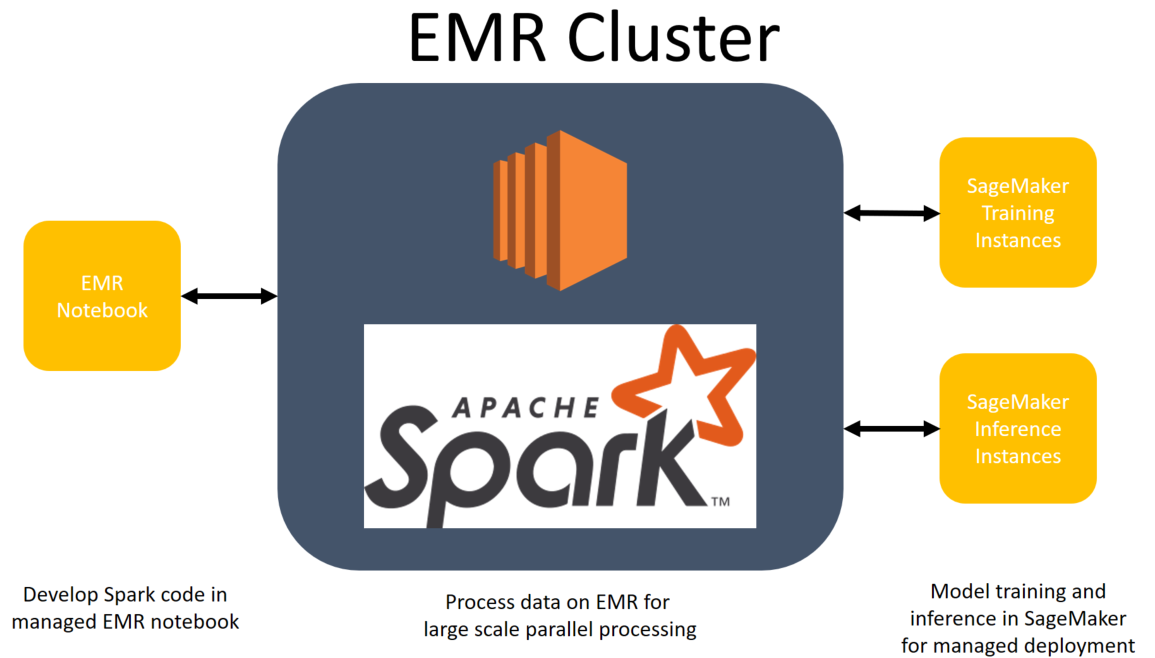 EMR Cluster
EMR
Notebook
APACHE
Spark
TM
SageMaker
Training
Instances
SageMaker
Inference
Instances
Develop Spark code in
managed EMR notebook
Process data on EMR for
large scale parallel processing
Model training and
inference in SageMaker
for managed deployment